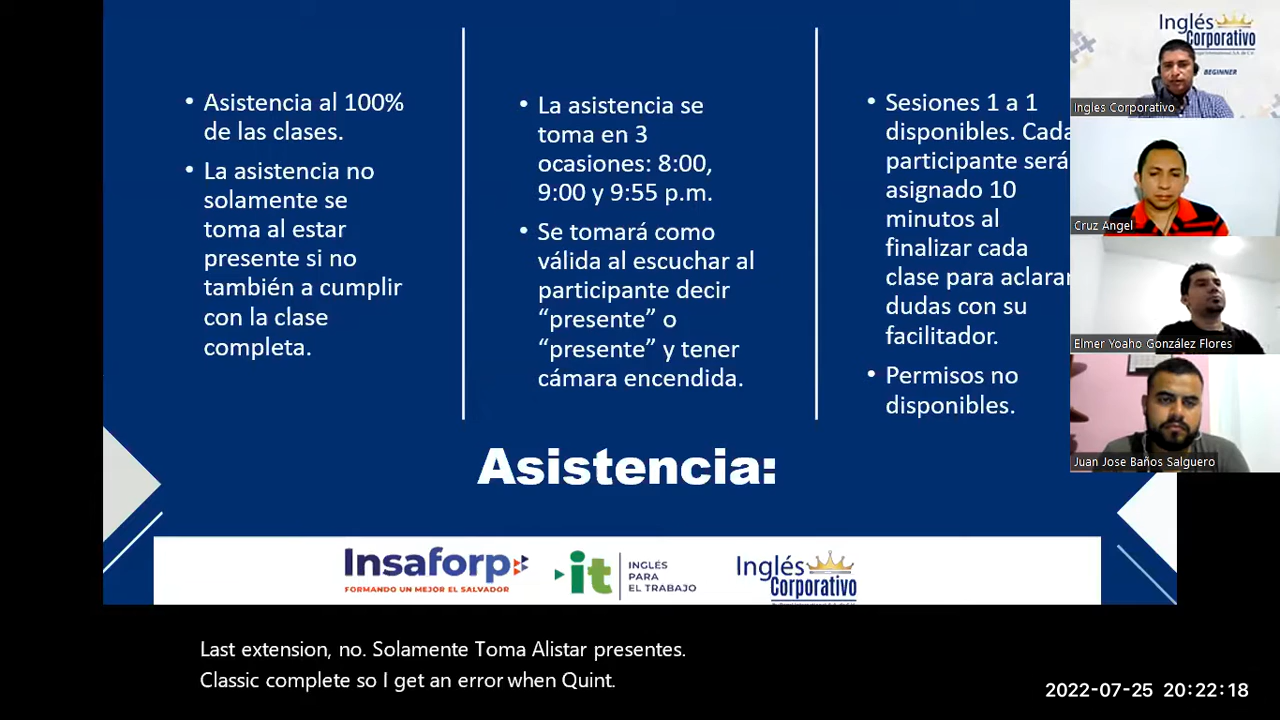 • Asistencia al 100%
de las clases.
• La asistencia no
solamente se
toma al estar
presente si no
también a cumplir
con la clase
completa.
• La asistencia se
toma en 3
ocasiones: 8:00,
9:00 y 9:55 p.m.
• Se tomará como
válida al escuchar al
participante decir
“presente” o
“presente” y tener
cámara encendida.
• Sesiones 1 a 1
disponibles. Cada
participante será
asignado 10
minutos al
finalizar cada
clase para aclarar
dudas con su
facilitador.
• Permisos no
disponibles.
Asistencia:
Insaforp
FORMANDO UN MEJOR EL SALVADOR
it
INGLÉS
PARA
EL TRABAJO
Inglés
Corporativo
Inglés
Corporativo
BEGINNER
Ingles Corporativo
Cruz Angel
Elmer Yoaho González Flores
Juan Jose Baños Salguero
Last extension, no. Solamente Toma Alistar presentes.
Classic complete so I get an error when Quint.
2022-07-25 20:22:18